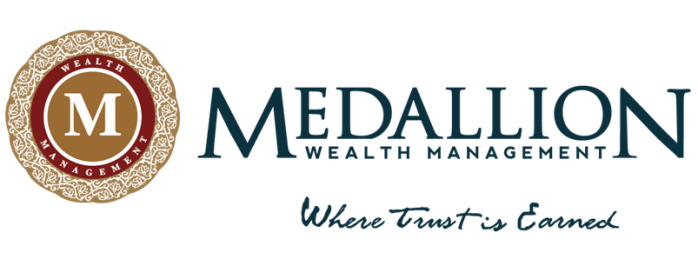 WEALTH
M
MANAGEMENT
MEDALLION
WEALTH MANAGEMENT
Where Trust is Earned